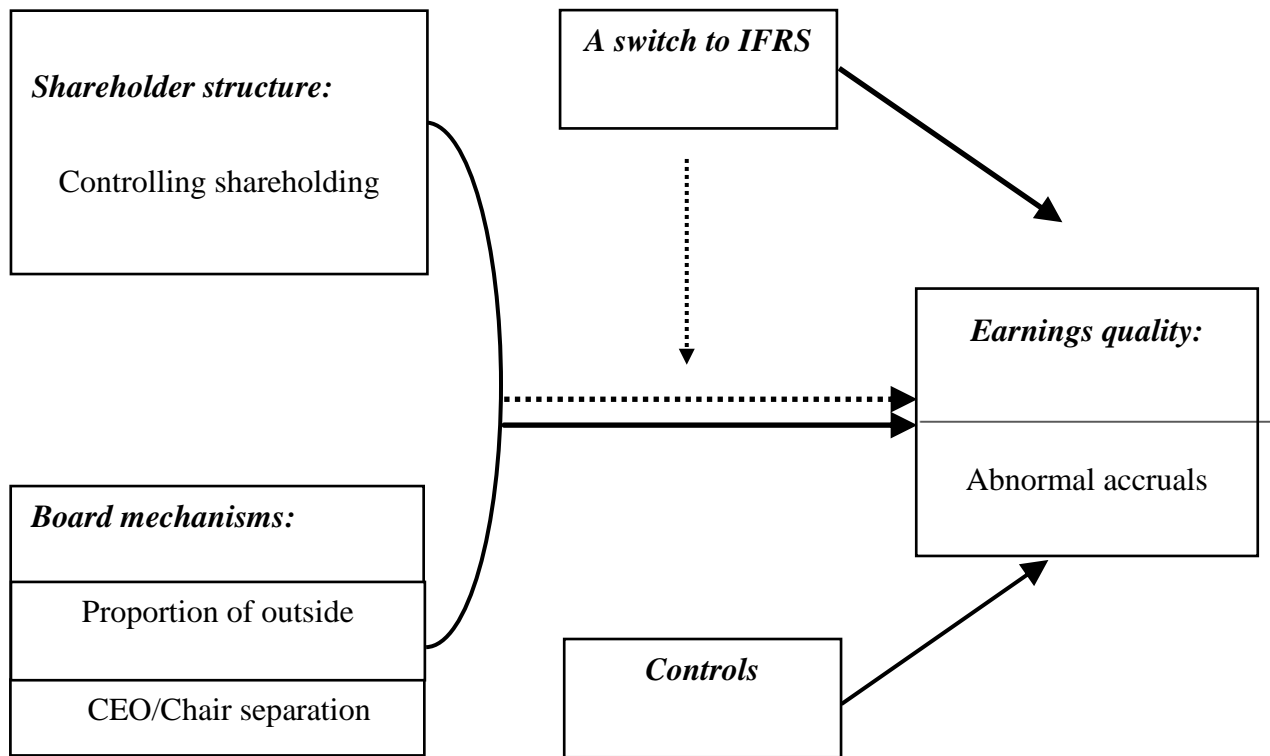 Shareholder structure:
Controlling shareholding
Board mechanisms:
Proportion of outside
CEO/Chair separation
A switch to IFRS
Controls
Earnings quality:
Abnormal accruals